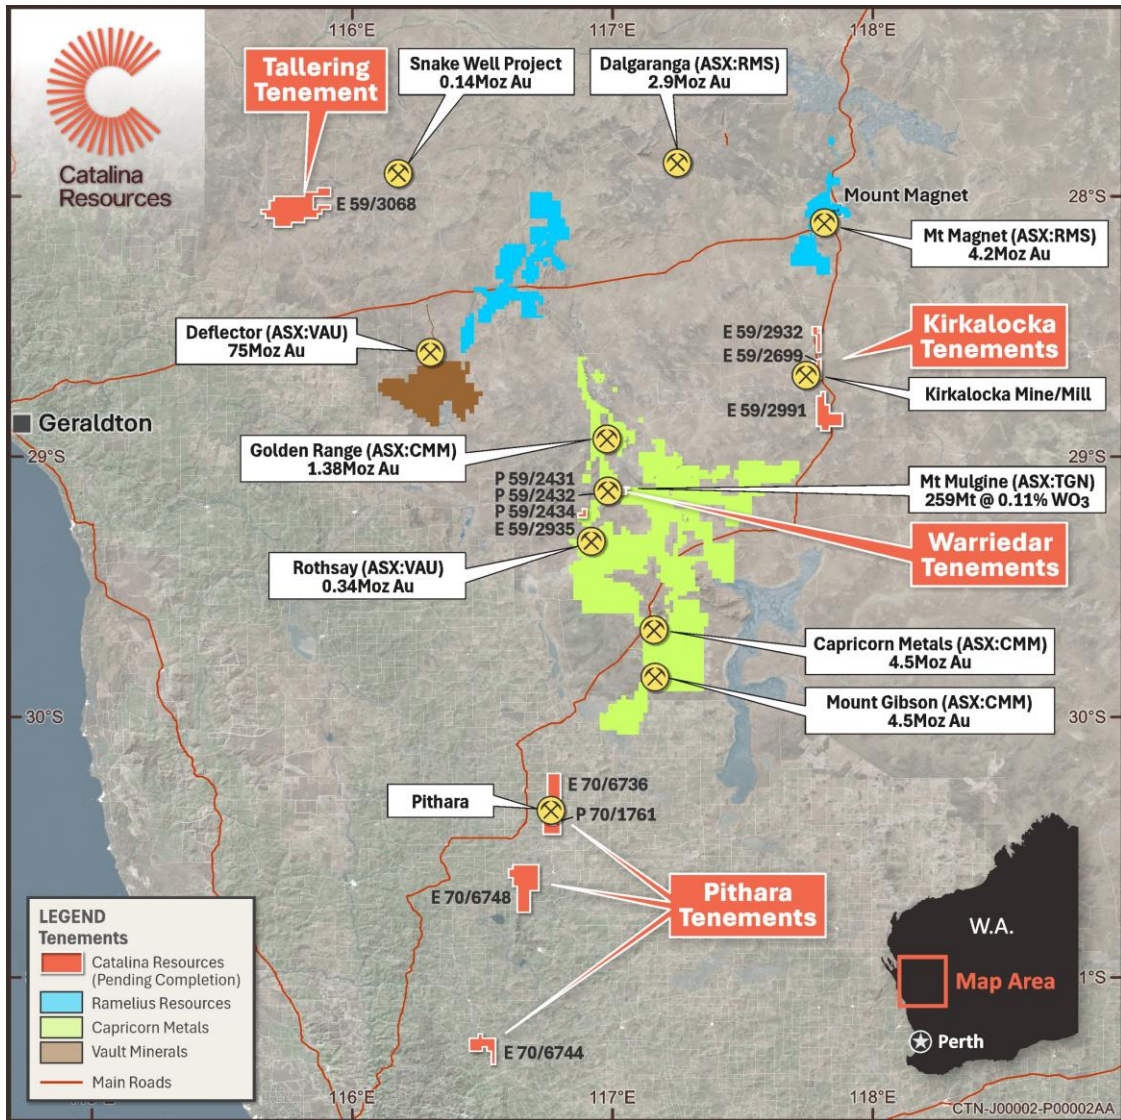 116°E
117°E
118°E
Catalina
Resources
Tallering
Tenement
Snake Well Project
0.14Moz Au
Dalgaranga (ASX:RMS)
2.9Moz Au
E 59/3068
Mount Magnet
28°S
Mt Magnet (ASX:RMS)
4.2Moz Au
Deflector (ASX:VAU)
75Moz Au
E 59/2932
E 59/2699
Kirkalocka
Tenements
Kirkalocka Mine/Mill
E 59/2991
Geraldton
29°S
29°S
Golden Range (ASX:CMM)
1.38Moz Au
P 59/2431
P 59/2432
P 59/2434
E 59/2935
Mt Mulgine (ASX:TGN)
259Mt @ 0.11% WO3
Warriedar
Tenements
Rothsay (ASX:VAU)
0.34Moz Au
Capricorn Metals (ASX:CMM)
4.5Moz Au
Mount Gibson (ASX:CMM)
4.5Moz Au
30°S
30°S
E 70/6736
Pithara
P 70/1761
E 70/6748
Pithara
Tenements
E 70/6744
LEGEND
Tenements
Catalina Resources
(Pending Completion)
Ramelius Resources
Capricorn Metals
Vault Minerals
Main Roads
W.A.
Map Area
1°S
Perth
116°E
117°E
118°E
CTN-J00002-P00002AA